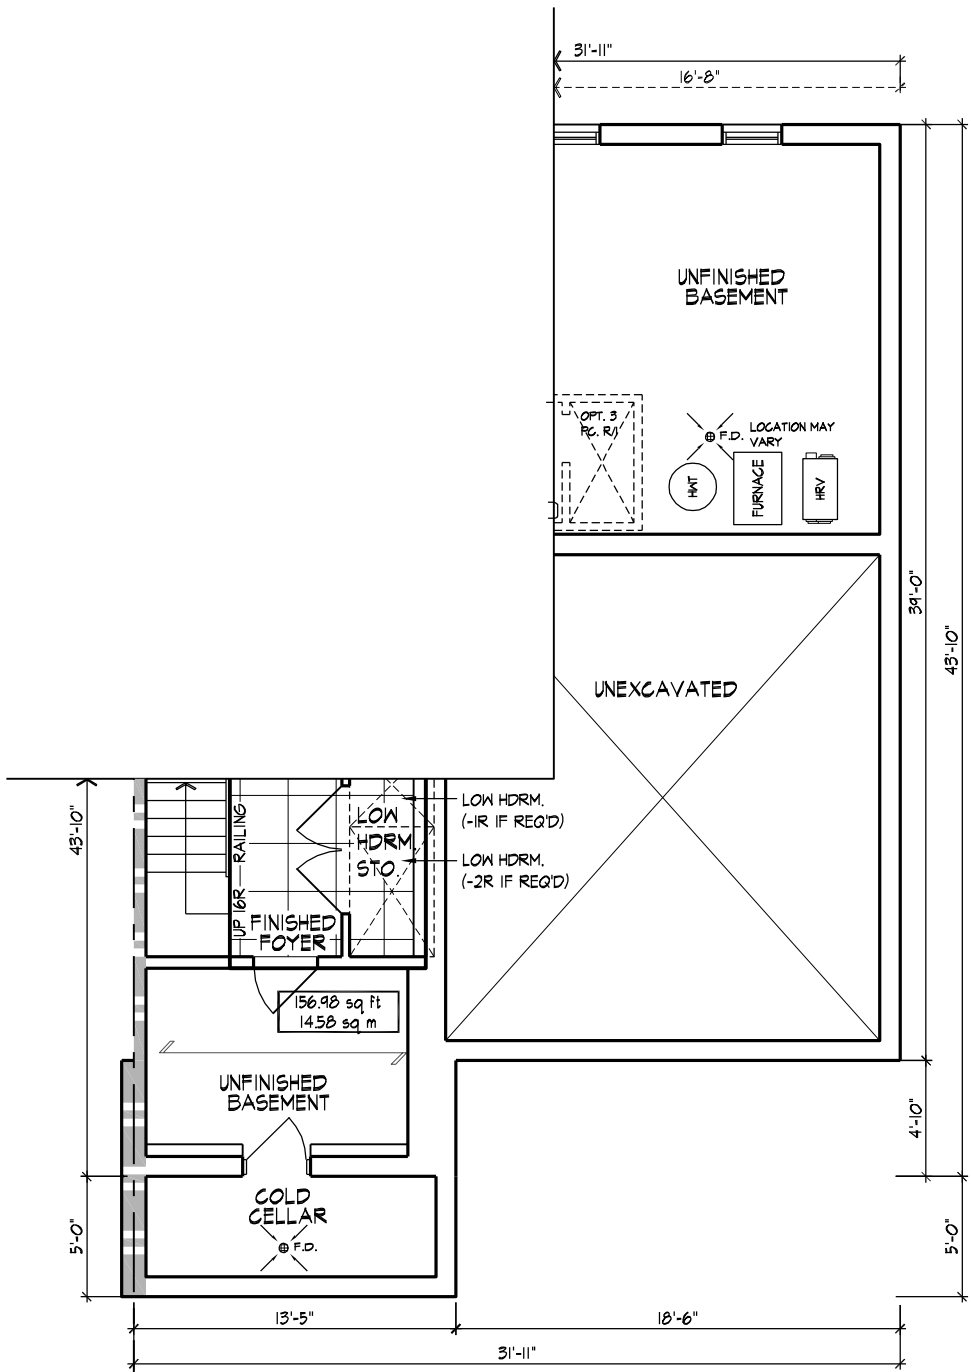 31'-11"
16'-8"
UNFINISHED
BASEMENT
OPT. 3
PC. R/I
F.D.
LOCATION MAY
VARY
HWT
FURNACE
HRV
39'-0"
43'-10"
UNEXCAVATED
43'-10"
UP 16R
RAILING
LOW
HDRM.
STO.
LOW HDRM.
(-1R IF REQ'D)
LOW HDRM.
(-2R IF REQ'D)
FINISHED
FOYER
156.98 sq ft
14.58 sq m
UNFINISHED
BASEMENT
4'-10"
COLD
CELLAR
F.D.
5'-0"
5'-0"
13'-5"
18'-6"
31'-11"